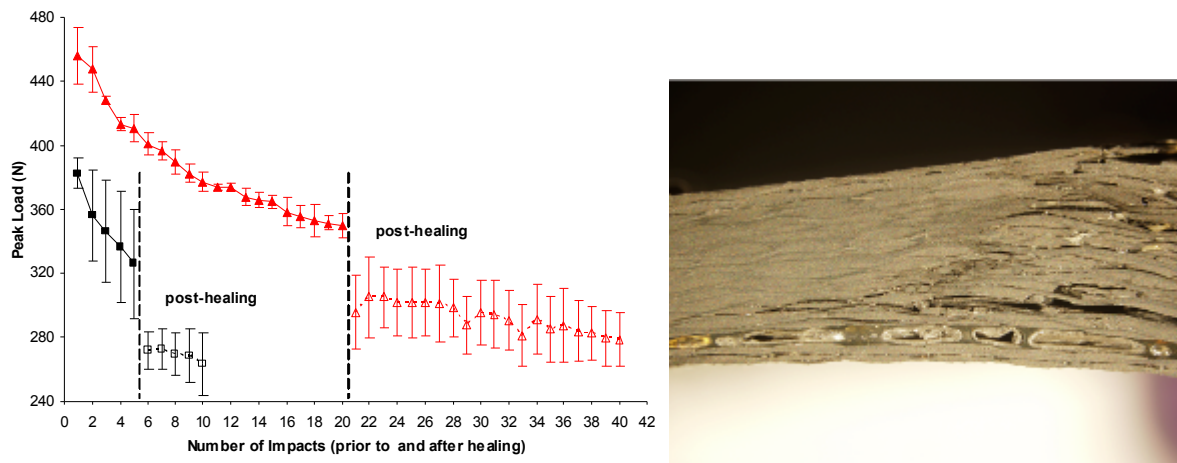 480
440
400
360
320
280
240
Peak Load (N)
post-healing
post-healing
0 2 4 6 8 10 12 14 16 18 20 22 24 26 28 30 32 34 36 38 40 42
Number of Impacts (prior to and after healing)